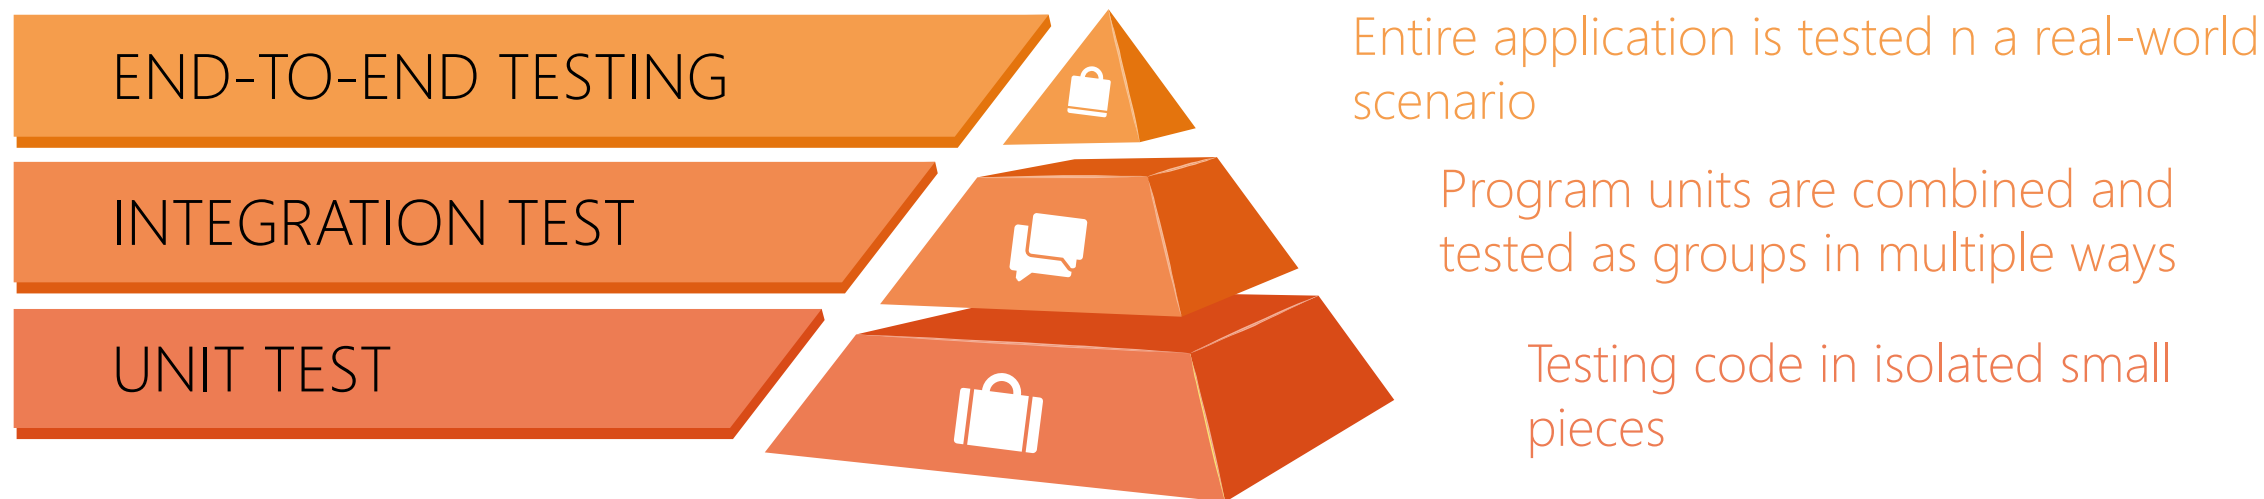 END-TO-END TESTING
Entire application is tested n a real-world
scenario
INTEGRATION TEST
Program units are combined and
tested as groups in multiple ways
UNIT TEST
Testing code in isolated small
pieces